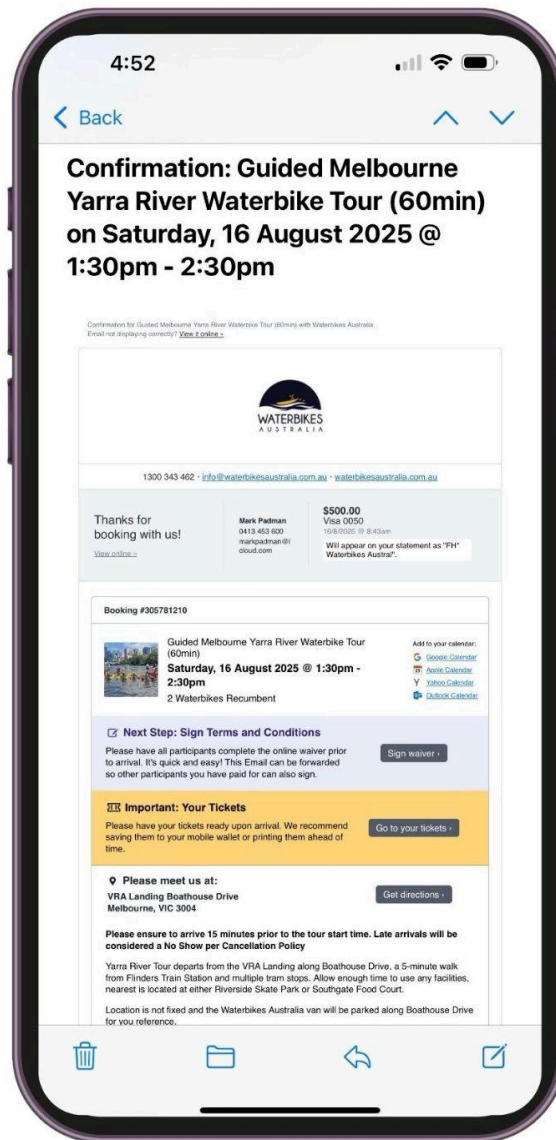 4:52
Back
Confirmation: Guided Melbourne
Yarra River Waterbike Tour (60min)
on Saturday, 16 August 2025 @
1:30pm - 2:30pm
Confirmation for Guided Melbourne Yarra River Waterbike Tour (60min) with Waterbikes Australia.
Email not displaying correctly? View it online »
WATERBIKES
AUSTRALIA
1300 343 462 · info@waterbikesaustralia.com.au · waterbikesaustralia.com.au
Thanks for
booking with us!
View online »
Mark Padman
0413 453 600
markpadman@i
cloud.com
$500.00
Visa 0050
16/8/2025 @ 8:43am
Will appear on your statement as "FH*
Waterbikes Austral".
Booking #305781210
Guided Melbourne Yarra River Waterbike Tour
(60min)
Saturday, 16 August 2025 @ 1:30pm -
2:30pm
2 Waterbikes Recumbent
Add to your calendar:
Google Calendar
Apple Calendar
Yahoo Calendar
Outlook Calendar
Next Step: Sign Terms and Conditions
Please have all participants complete the online waiver prior
to arrival. It's quick and easy! This Email can be forwarded
so other participants you have paid for can also sign.
Sign waiver ›
Important: Your Tickets
Please have your tickets ready upon arrival. We recommend
saving them to your mobile wallet or printing them ahead of
time.
Go to your tickets ›
Please meet us at:
VRA Landing Boathouse Drive
Melbourne, VIC 3004
Get directions ›
Please ensure to arrive 15 minutes prior to the tour start time. Late arrivals will be
considered a No Show per Cancellation Policy
Yarra River Tour departs from the VRA Landing along Boathouse Drive, a 5-minute walk
from Flinders Train Station and multiple tram stops. Allow enough time to use any facilities,
nearest is located at either Riverside Skate Park or Southgate Food Court.
Location is not fixed and the Waterbikes Australia van will be parked along Boathouse Drive
for you reference.